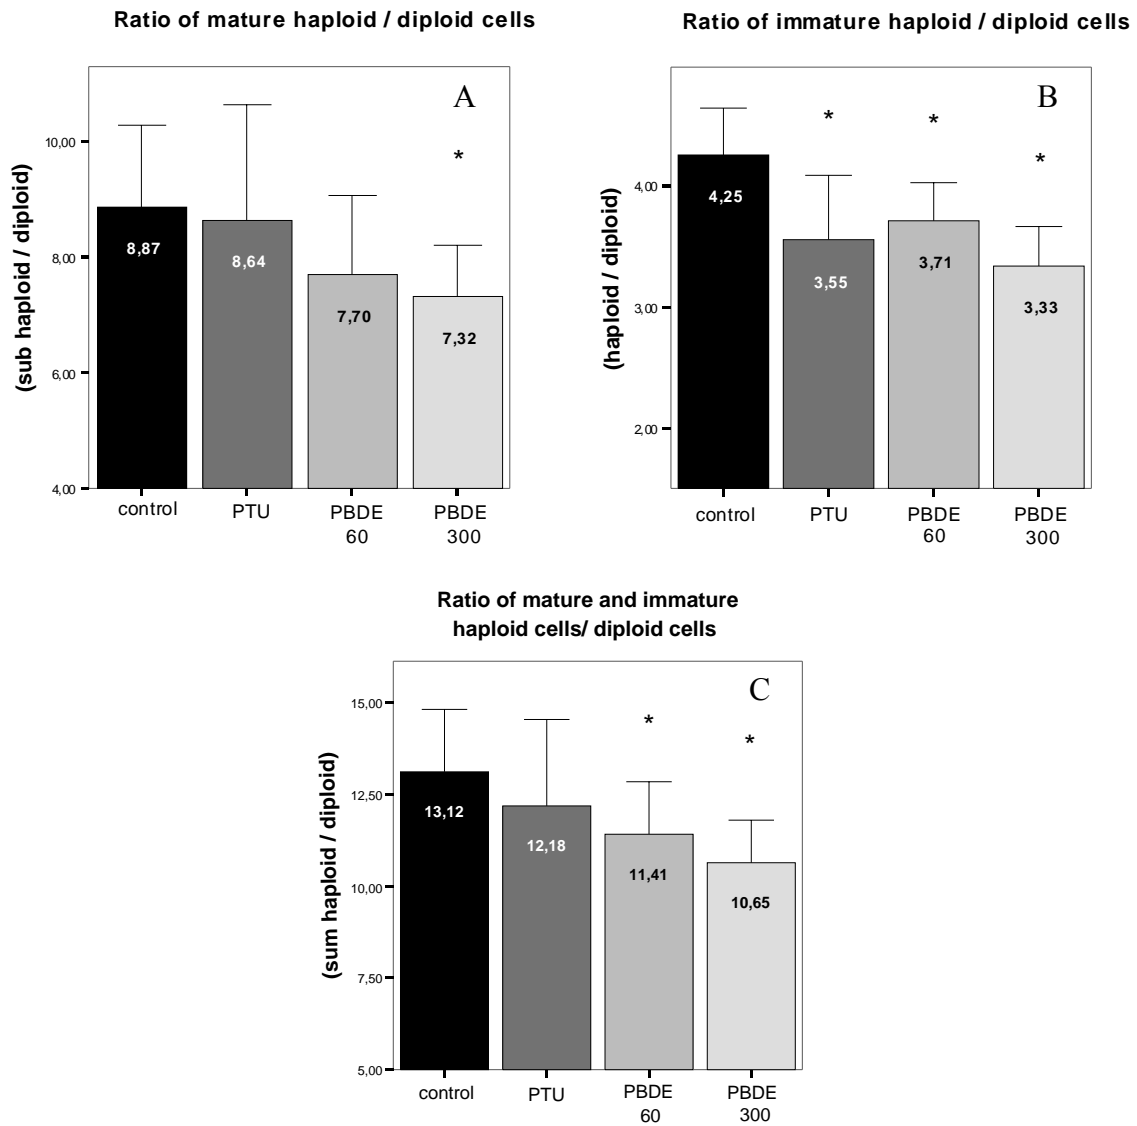 Ratio of mature haploid / diploid cells
A
(sub haploid / diploid)
10,00
8,00
6,00
4,00
*
8,87
8,64
7,70
7,32
control
PTU
PBDE
60
PBDE
300
Ratio of immature haploid / diploid cells
B
(haploid / diploid)
4,00
3,00
2,00
*
*
*
4,25
3,55
3,71
3,33
control
PTU
PBDE
60
PBDE
300
Ratio of mature and immature
haploid cells/ diploid cells
C
(sum haploid / diploid)
15,00
12,50
10,00
7,50
5,00
*
*
13,12
12,18
11,41
10,65
control
PTU
PBDE
60
PBDE
300